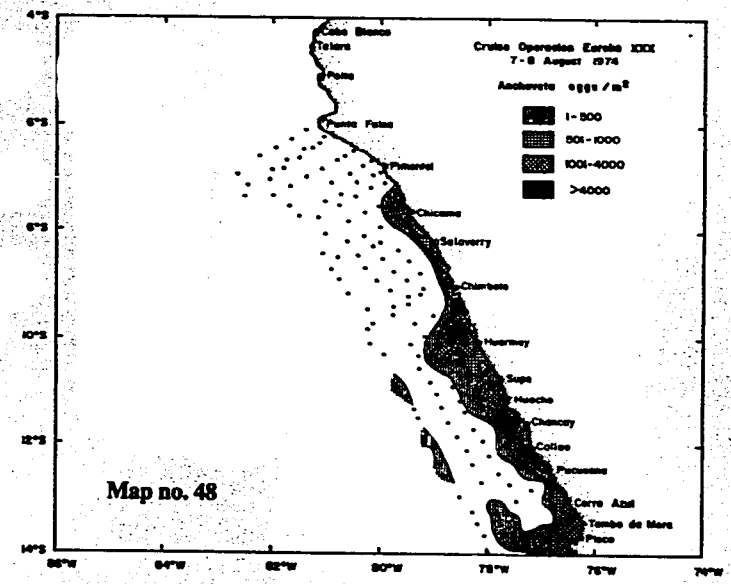 4°S
Cabo Blanco
Talara
Paita
Cruise Operacion Eureka XXX
7-8 August 1974
Anchoveta eggs / m²
1-500
501-1000
1001-4000
>4000
6°S
Punta Falsa
Pimentel
Chicama
8°S
Salaverry
Chimbote
10°S
Huarmey
Supe
Huacho
Chancay
12°S
Callao
Pucusana
Map no. 48
Cerro Azul
Tambo de Mora
Pisco
14°S
86°W
84°W
82°W
80°W
78°W
76°W
74°W